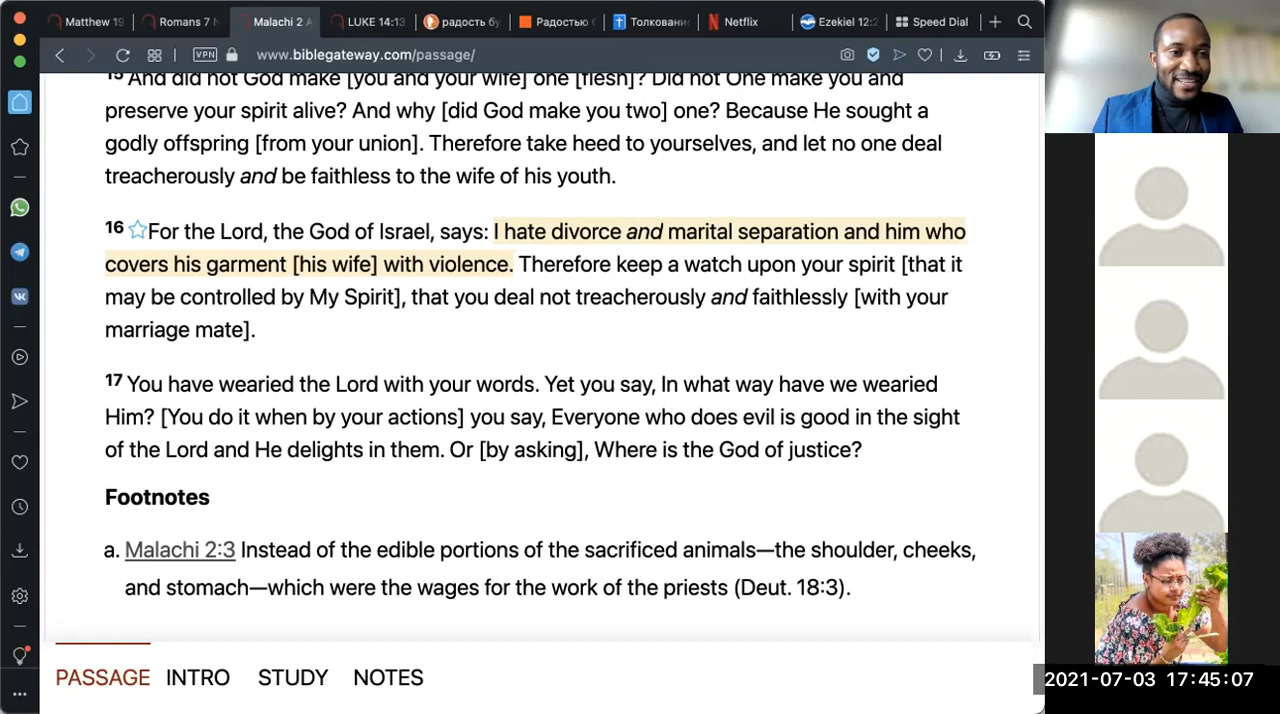 Matthew 19
Romans 7
Malachi 2
LUKE 14:13
радость бу
Радостью
Толковани
Netflix
Ezekiel 12:2
Speed Dial
VPN
www.biblegateway.com/passage/
15 And did not God make [you and your wife] one [flesh]? Did not One make you and
preserve your spirit alive? And why [did God make you two] one? Because He sought a
godly offspring [from your union]. Therefore take heed to yourselves, and let no one deal
treacherously and be faithless to the wife of his youth.
16 For the Lord, the God of Israel, says: I hate divorce and marital separation and him who
covers his garment [his wife] with violence. Therefore keep a watch upon your spirit [that it
may be controlled by My Spirit], that you deal not treacherously and faithlessly [with your
marriage mate].
17 You have wearied the Lord with your words. Yet you say, In what way have we wearied
Him? [You do it when by your actions] you say, Everyone who does evil is good in the sight
of the Lord and He delights in them. Or [by asking], Where is the God of justice?
Footnotes
a. Malachi 2:3 Instead of the edible portions of the sacrificed animals—the shoulder, cheeks,
and stomach—which were the wages for the work of the priests (Deut. 18:3).
PASSAGE INTRO STUDY NOTES
2021-07-03 17:45:07